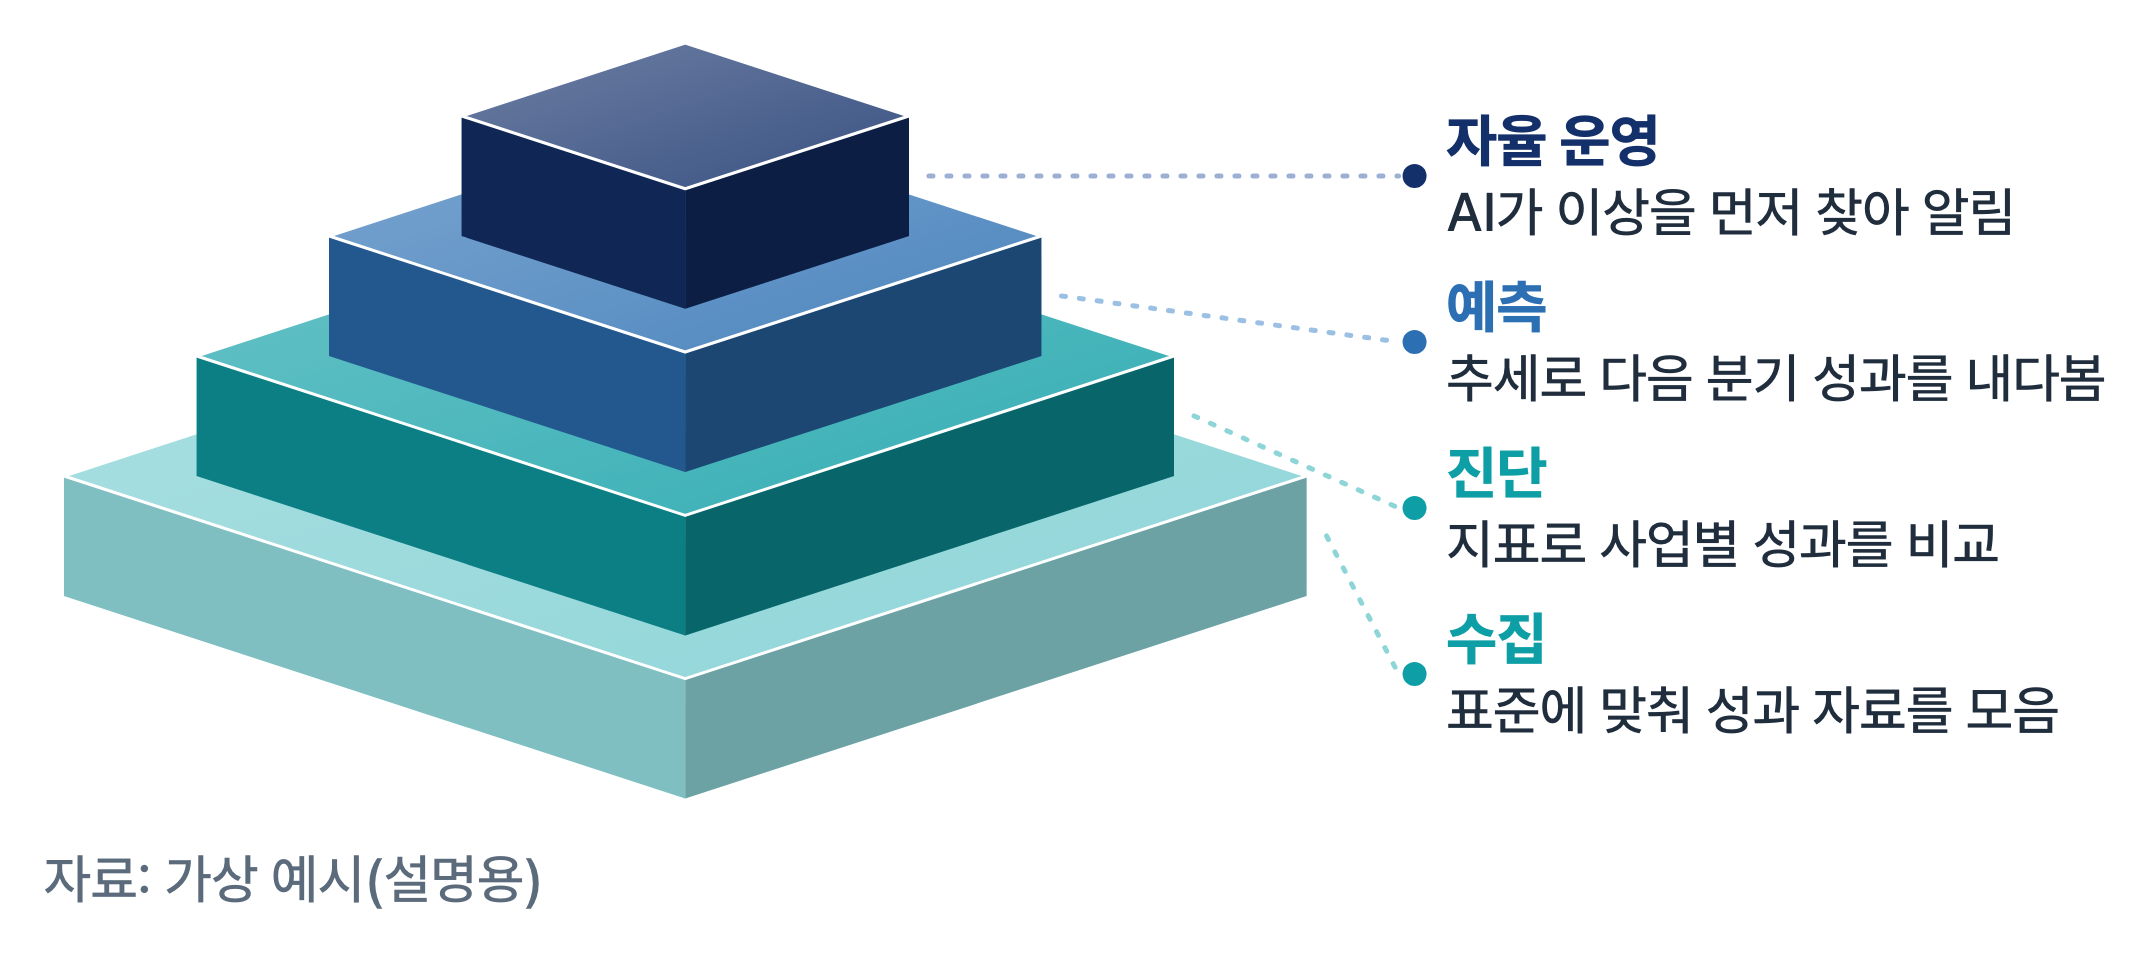 자율 운영
AI가 이상을 먼저 찾아 알림
예측
추세로 다음 분기 성과를 내다봄
진단
지표로 사업별 성과를 비교
수집
표준에 맞춰 성과 자료를 모음
자료: 가상 예시(설명용)